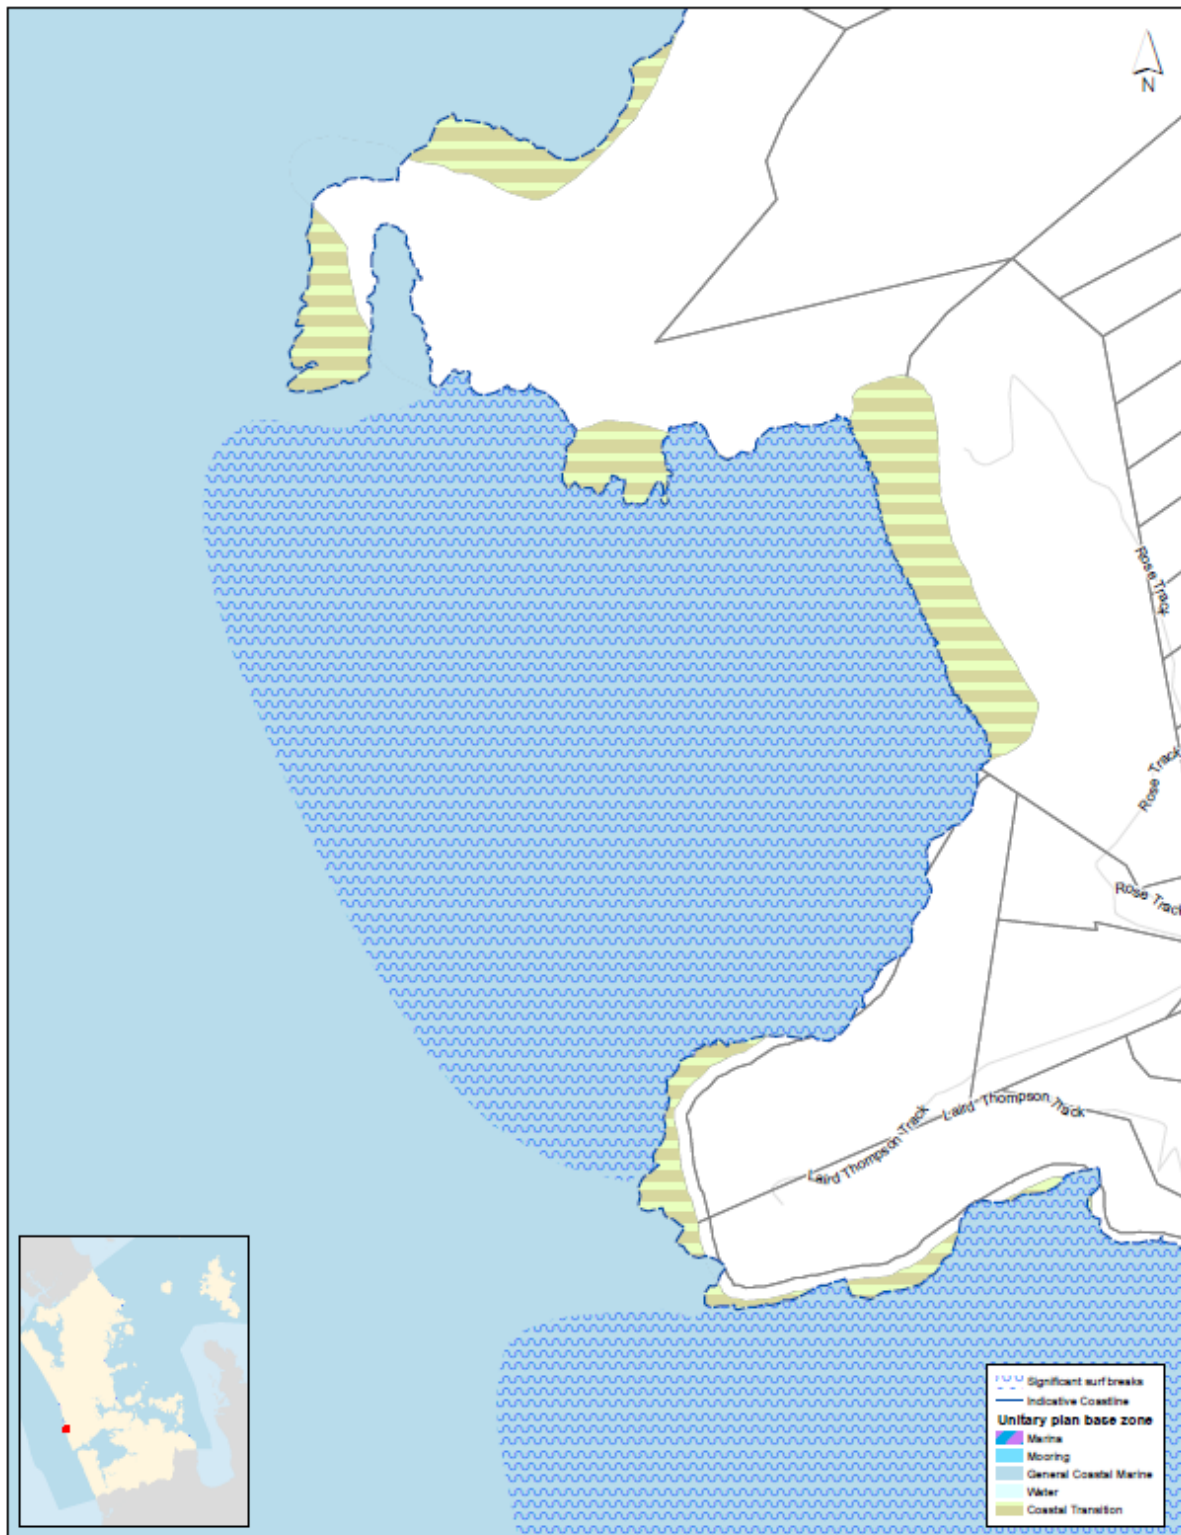 N
Rose Track
Rose Track
Rose Track
Laird Thompson Track
Laird Thompson Track
Significant surf breaks
Indicative Coastline
Unitary plan base zone
Marina
Mooring
General Coastal Marine
Water
Coastal Transition